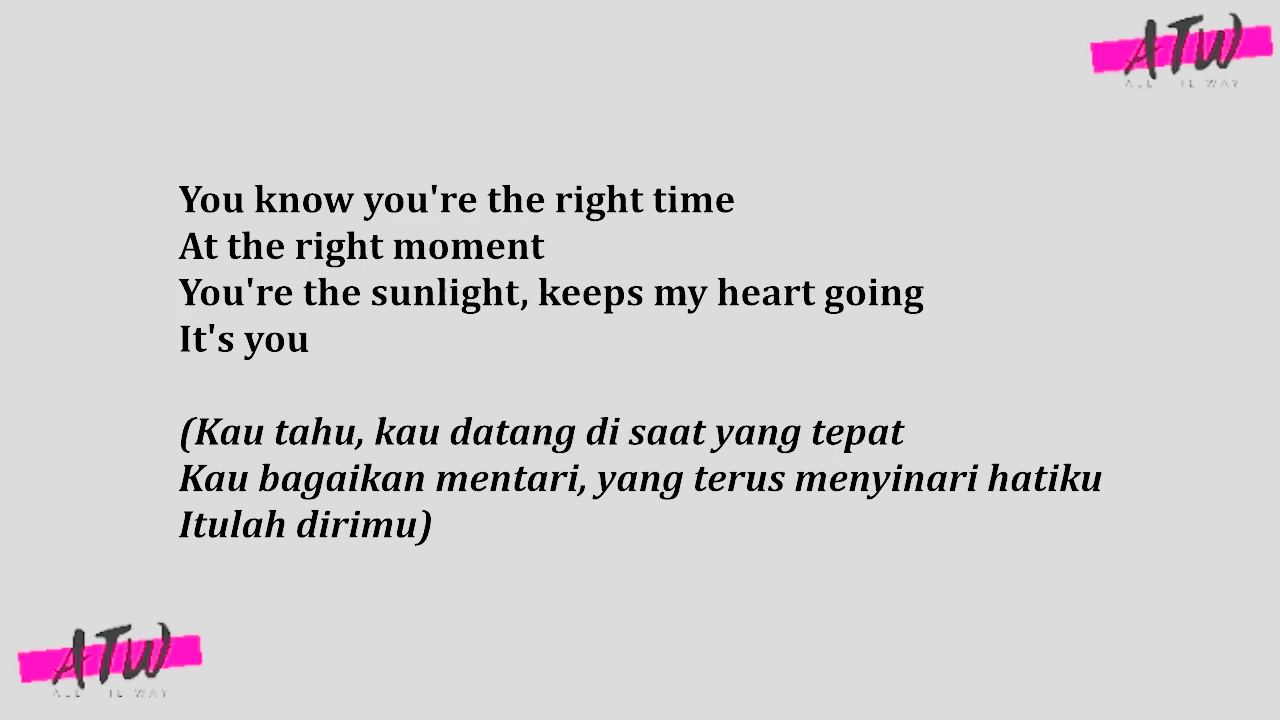 ATW
You know you're the right time
At the right moment
You're the sunlight, keeps my heart going
It's you
(Kau tahu, kau datang di saat yang tepat
Kau bagaikan mentari, yang terus menyinari hatiku
Itulah dirimu)
ATW